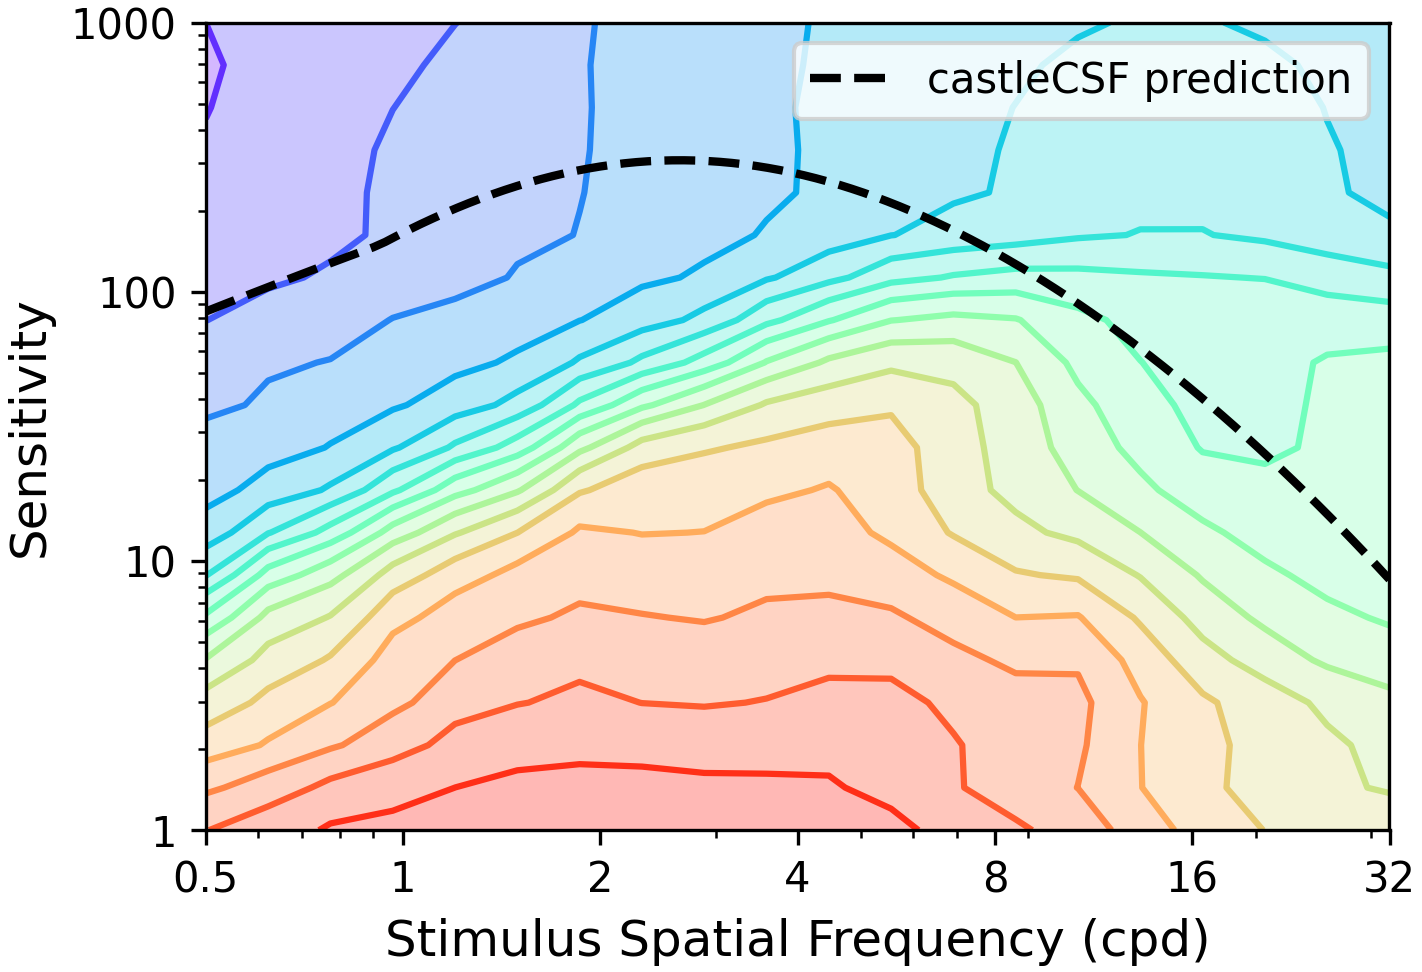 1000
100
10
1
Sensitivity
castleCSF prediction
0.5 1 2 4 8 16 32
Stimulus Spatial Frequency (cpd)